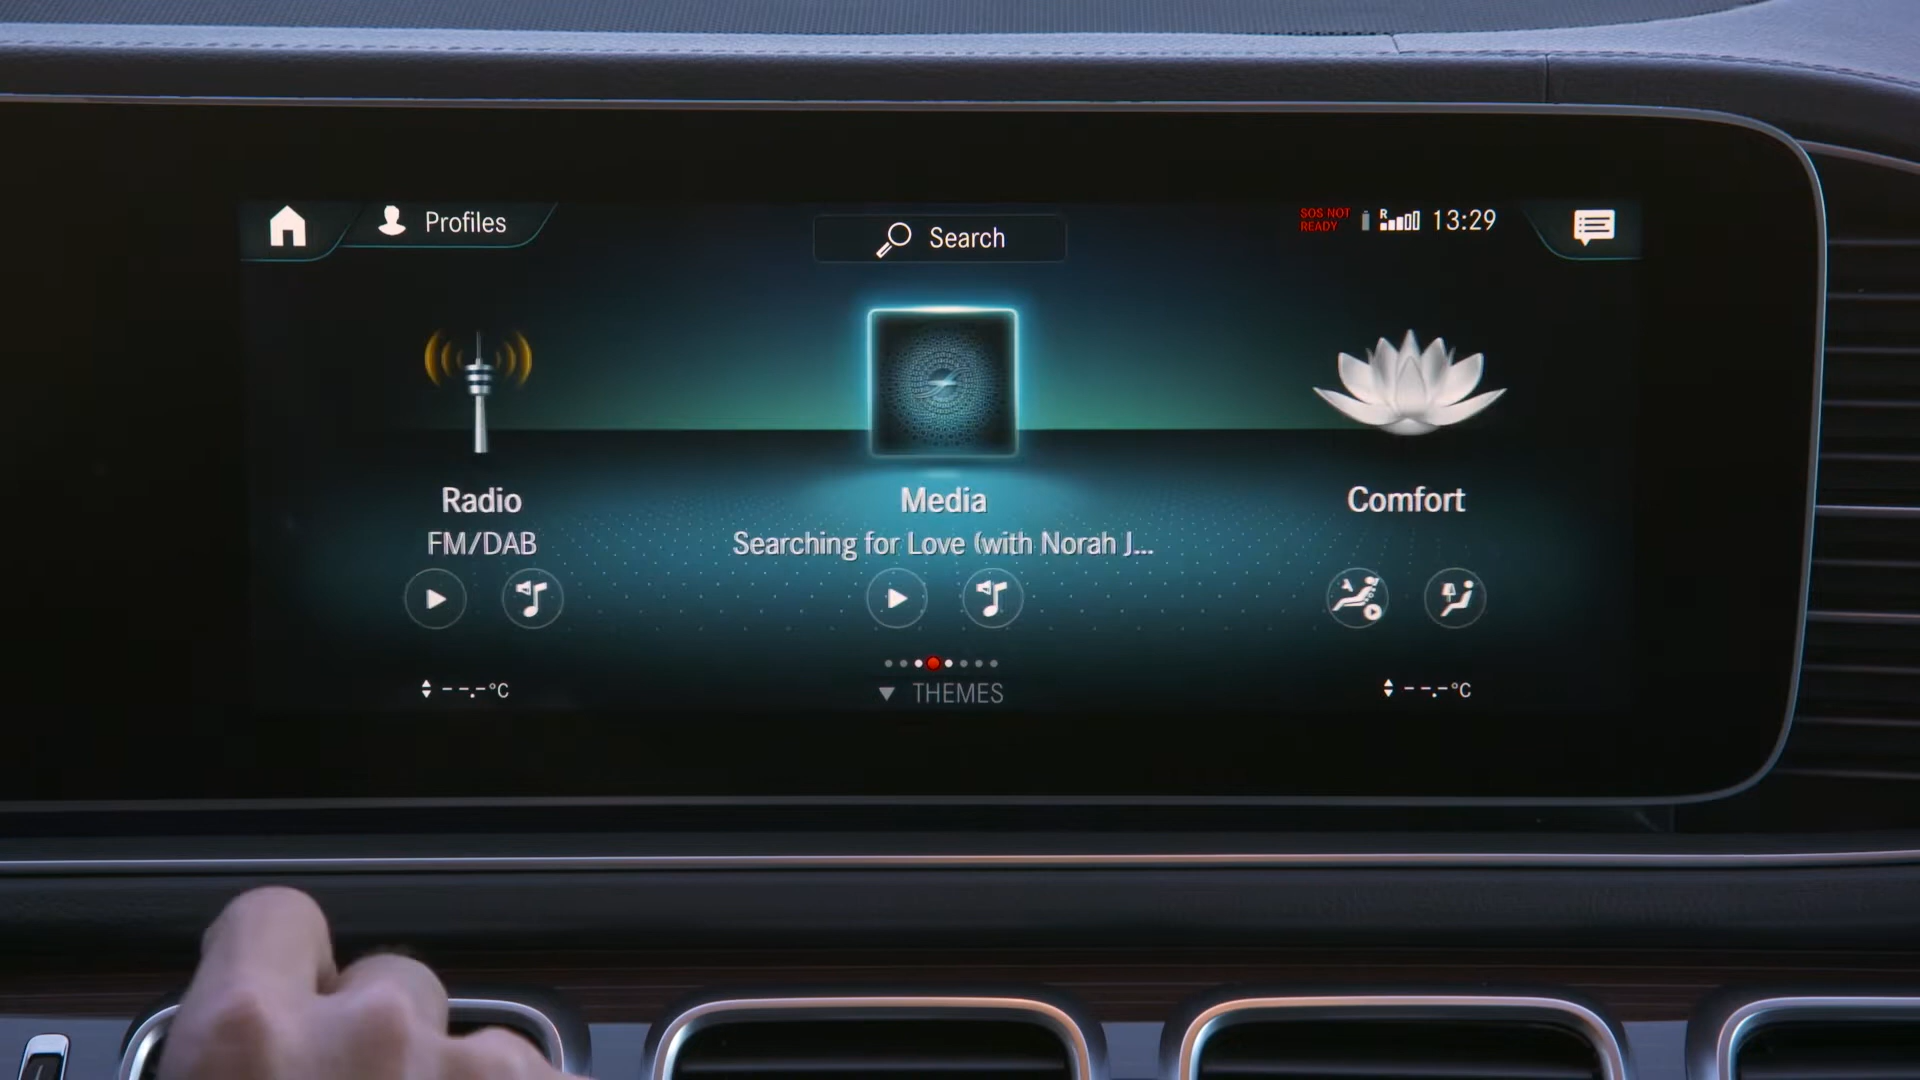 Profiles
Search
SOS NOT
READY
R
13:29
Radio
FM/DAB
Media
Searching for Love (with Norah J...
Comfort
--.-°C
THEMES
--.-°C